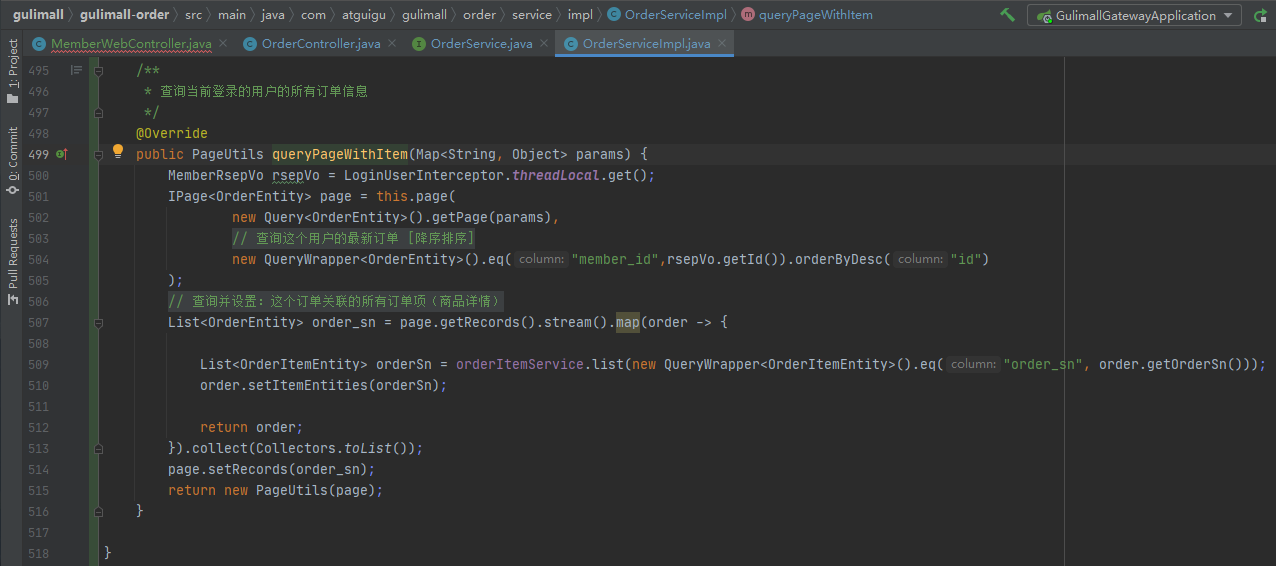 gulimall > gulimall-order > src > main > java > com > atguigu > gulimall > order > service > impl > OrderServiceImpl > queryPageWithItem GulimallGatewayApplication
MemberWebController.java OrderController.java OrderService.java OrderServiceImpl.java
1: Project
0: Commit
Pull Requests
495 /**
496 * 查询当前登录的用户的所有订单信息
497 */
498 @Override
499 public PageUtils queryPageWithItem(Map<String, Object> params) {
500 MemberRsepVo rsepVo = LoginUserInterceptor.threadLocal.get();
501 IPage<OrderEntity> page = this.page(
502 new Query<OrderEntity>().getPage(params),
503 // 查询这个用户的最新订单 [降序排序]
504 new QueryWrapper<OrderEntity>().eq( column: "member_id",rsepVo.getId()).orderByDesc( column: "id")
505 );
506 // 查询并设置：这个订单关联的所有订单项（商品详情）
507 List<OrderEntity> order_sn = page.getRecords().stream().map(order -> {
508
509 List<OrderItemEntity> orderSn = orderItemService.list(new QueryWrapper<OrderItemEntity>().eq( column: "order_sn", order.getOrderSn()));
510 order.setItemEntities(orderSn);
511
512 return order;
513 }).collect(Collectors.toList());
514 page.setRecords(order_sn);
515 return new PageUtils(page);
516 }
517
518 }